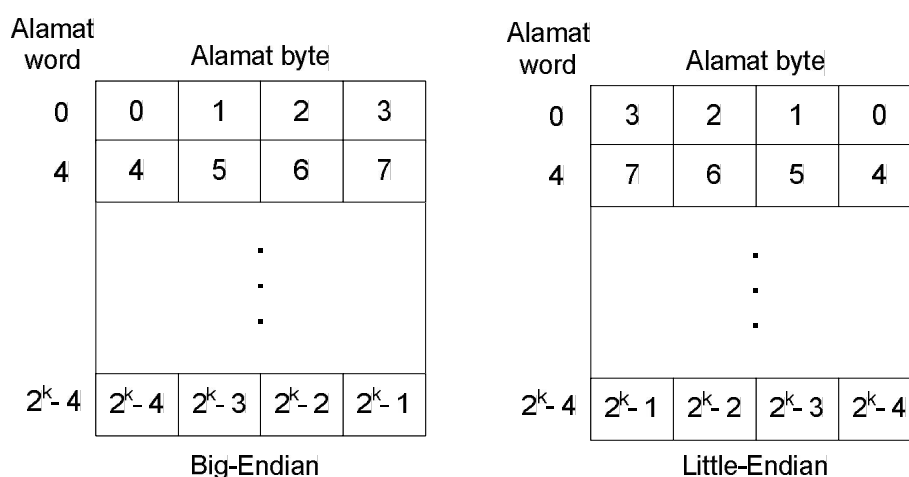 Alamat
word
Alamat byte
0 0 1 2 3
4 4 5 6 7
2ᵏ- 4 2ᵏ- 4 2ᵏ- 3 2ᵏ- 2 2ᵏ- 1
Big-Endian
Alamat
word
Alamat byte
0 3 2 1 0
4 7 6 5 4
2ᵏ- 4 2ᵏ- 1 2ᵏ- 2 2ᵏ- 3 2ᵏ- 4
Little-Endian